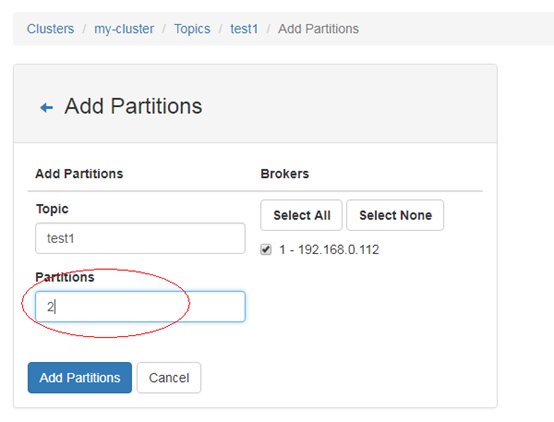 Clusters / my-cluster / Topics / test1 / Add Partitions
Add Partitions
Add Partitions
Topic
test1
Partitions
2
Brokers
Select All Select None
1 - 192.168.0.112
Add Partitions Cancel